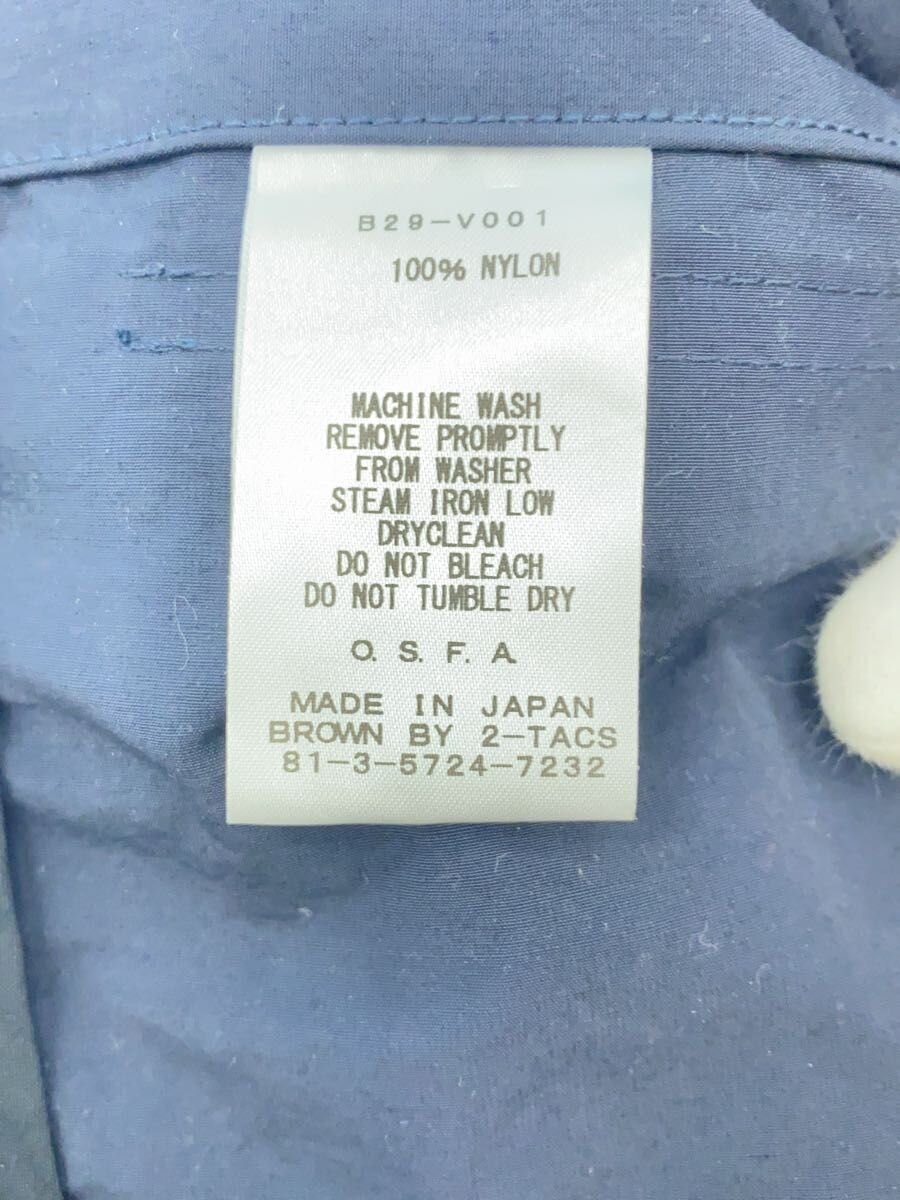 B29-V001
100% NYLON
MACHINE WASH
REMOVE PROMPTLY
FROM WASHER
STEAM IRON LOW
DRYCLEAN
DO NOT BLEACH
DO NOT TUMBLE DRY
O. S. F. A.
MADE IN JAPAN
BROWN BY 2-TACS
81-3-5724-7232